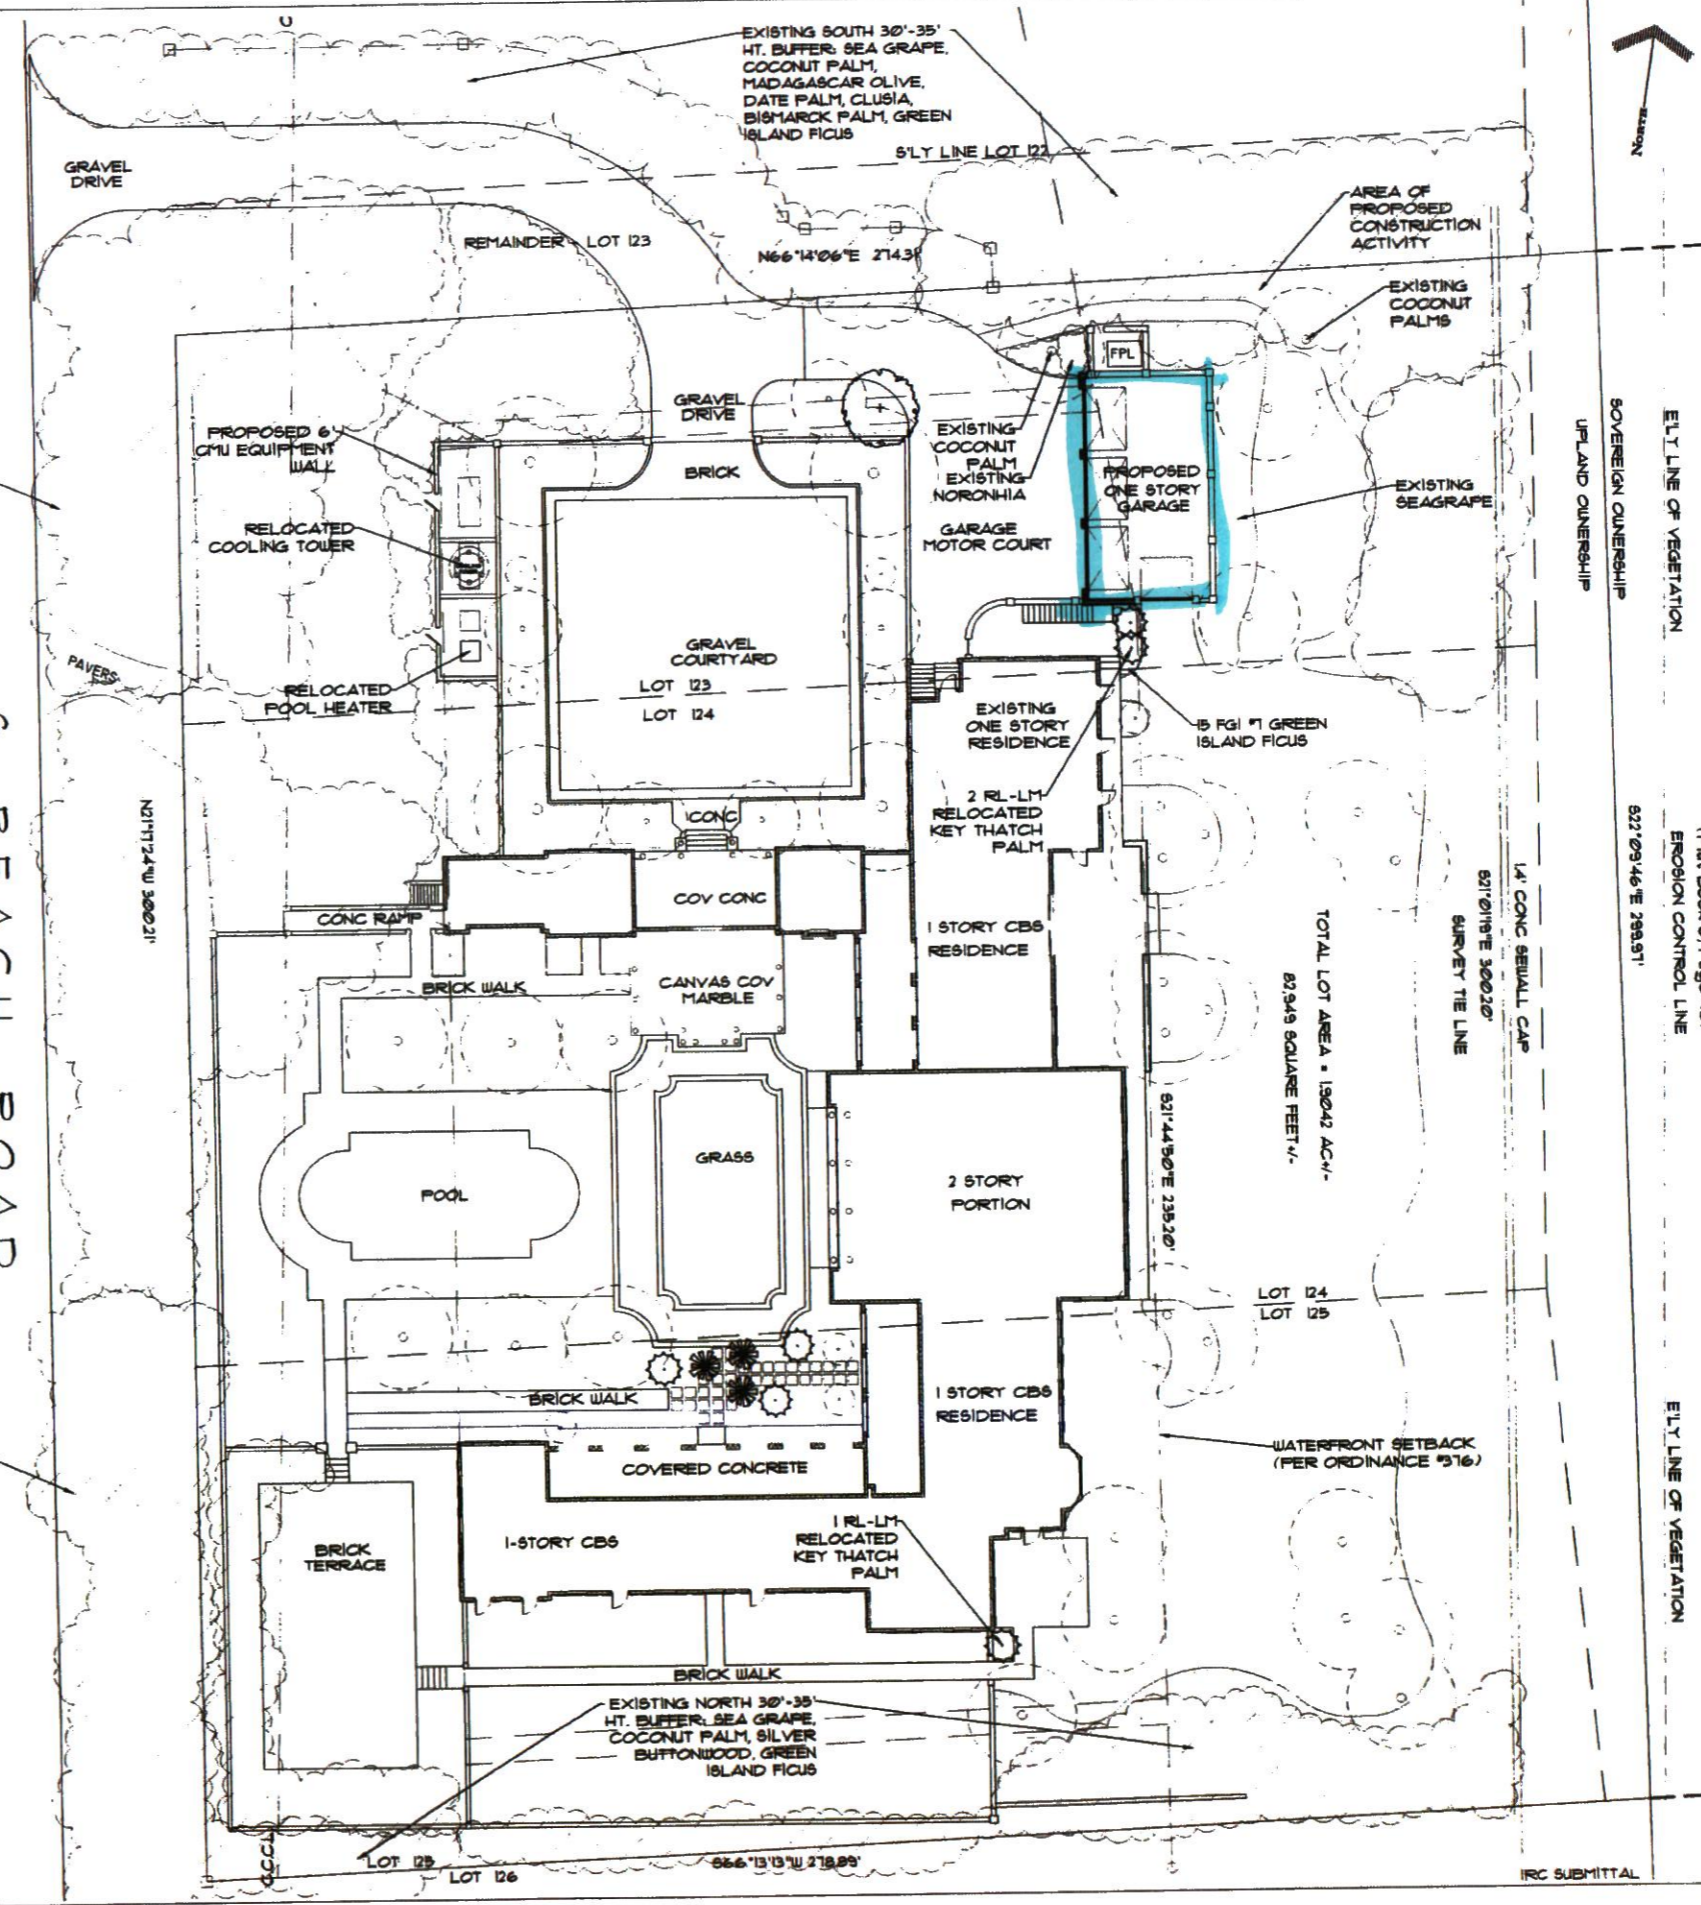 EXISTING SOUTH 30'-35'
HT. BUFFER: SEA GRAPE,
COCONUT PALM,
MADAGASCAR OLIVE,
DATE PALM, CLUSIA,
BISMARCK PALM, GREEN
ISLAND FICUS
NORTH
GRAVEL
DRIVE
S'LY LINE LOT 122
AREA OF
PROPOSED
CONSTRUCTION
ACTIVITY
REMAINDER - LOT 123
N66°14'06"E 274.31'
EXISTING
COCONUT
PALMS
FPL
GRAVEL
DRIVE
PROPOSED 6'
CMU EQUIPMENT
WALL
BRICK
EXISTING
COCONUT
PALM
EXISTING
NORONHIA
PROPOSED
ONE STORY
GARAGE
EXISTING
SEAGRAPE
UPLAND OWNERSHIP
SOVEREIGN OWNERSHIP
E'LY LINE OF VEGETATION
RELOCATED
COOLING TOWER
GARAGE
MOTOR COURT
GRAVEL
COURTYARD
LOT 123
LOT 124
PAVERS
RELOCATED
POOL HEATER
EXISTING
ONE STORY
RESIDENCE
15 FGI #7 GREEN
ISLAND FICUS
2 RL-LM
RELOCATED
KEY THATCH
PALM
CONC
N21°17'24"W 300.21'
COV CONC
CONC RAMP
1 STORY CBS
RESIDENCE
BRICK WALK
CANVAS COV
MARBLE
TOTAL LOT AREA = 1.9042 AC+/-
82,949 SQUARE FEET+/-
SURVEY TIE LINE
S21°01'19"E 300.20'
1.4' CONC SEWALL CAP
S22°09'46"E 299.97'
EROSION CONTROL LINE
S21°44'50"E 235.20'
GRASS
POOL
2 STORY
PORTION
BEACH ROAD
LOT 124
LOT 125
BRICK WALK
1 STORY CBS
RESIDENCE
WATERFRONT SETBACK
(PER ORDINANCE #376)
E'LY LINE OF VEGETATION
COVERED CONCRETE
1-STORY CBS
1 RL-LM
RELOCATED
KEY THATCH
PALM
BRICK
TERRACE
BRICK WALK
EXISTING NORTH 30'-35'
HT. BUFFER: SEA GRAPE,
COCONUT PALM, SILVER
BUTTONWOOD, GREEN
ISLAND FICUS
CCCL
LOT 125
LOT 126
S66°13'13"W 278.89'
IRC SUBMITTAL